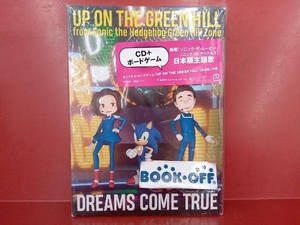 UP ON THE GREEN HILL
from Sonic the Hedgehog Green Hill Zone
CD+
ボードゲーム
日本版主題歌
BOOK・OFF
DREAMS COME TRUE